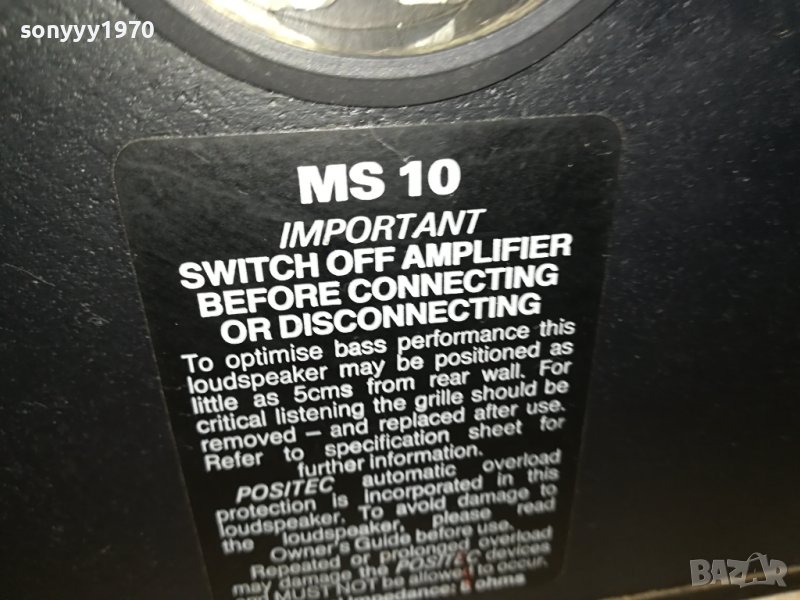 sonyyy1970
MS 10
IMPORTANT
SWITCH OFF AMPLIFIER
BEFORE CONNECTING
OR DISCONNECTING
To optimise bass performance this
loudspeaker may be positioned as
little as 5cms from rear wall. For
critical listening the grille should be
removed – and replaced after use.
Refer to specification sheet for
further information.
POSITEC automatic overload
protection is incorporated in this
loudspeaker. To avoid damage to
the loudspeaker, please read
Owner's Guide before use.
Repeated or prolonged overload
may damage the POSITEC devices
and MUST NOT be allowed to occur.
Impedance: 8 ohms
BAZAR